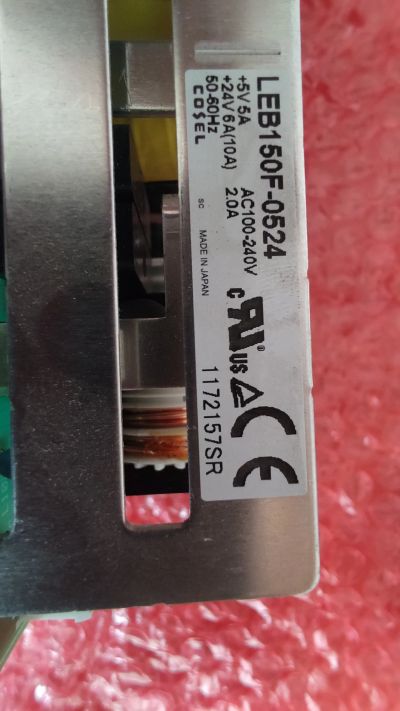 LEB150F-0524
+5V 5A AC100-240V
+24V 6A(10A) 2.0A
50-60Hz
COSEL SC MADE IN JAPAN
c RU® US CE
1172157SR